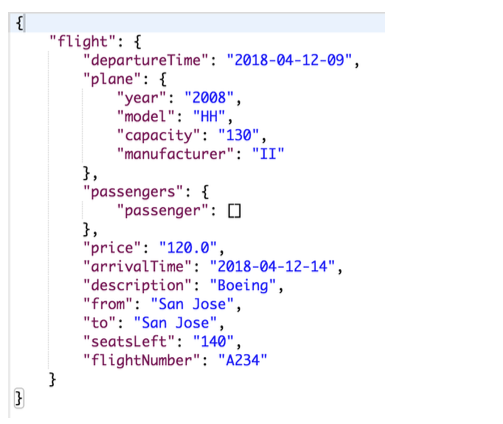 {
    "flight": {
        "departureTime": "2018-04-12-09",
        "plane": {
            "year": "2008",
            "model": "HH",
            "capacity": "130",
            "manufacturer": "II"
        },
        "passengers": {
            "passenger": []
        },
        "price": "120.0",
        "arrivalTime": "2018-04-12-14",
        "description": "Boeing",
        "from": "San Jose",
        "to": "San Jose",
        "seatsLeft": "140",
        "flightNumber": "A234"
    }
}